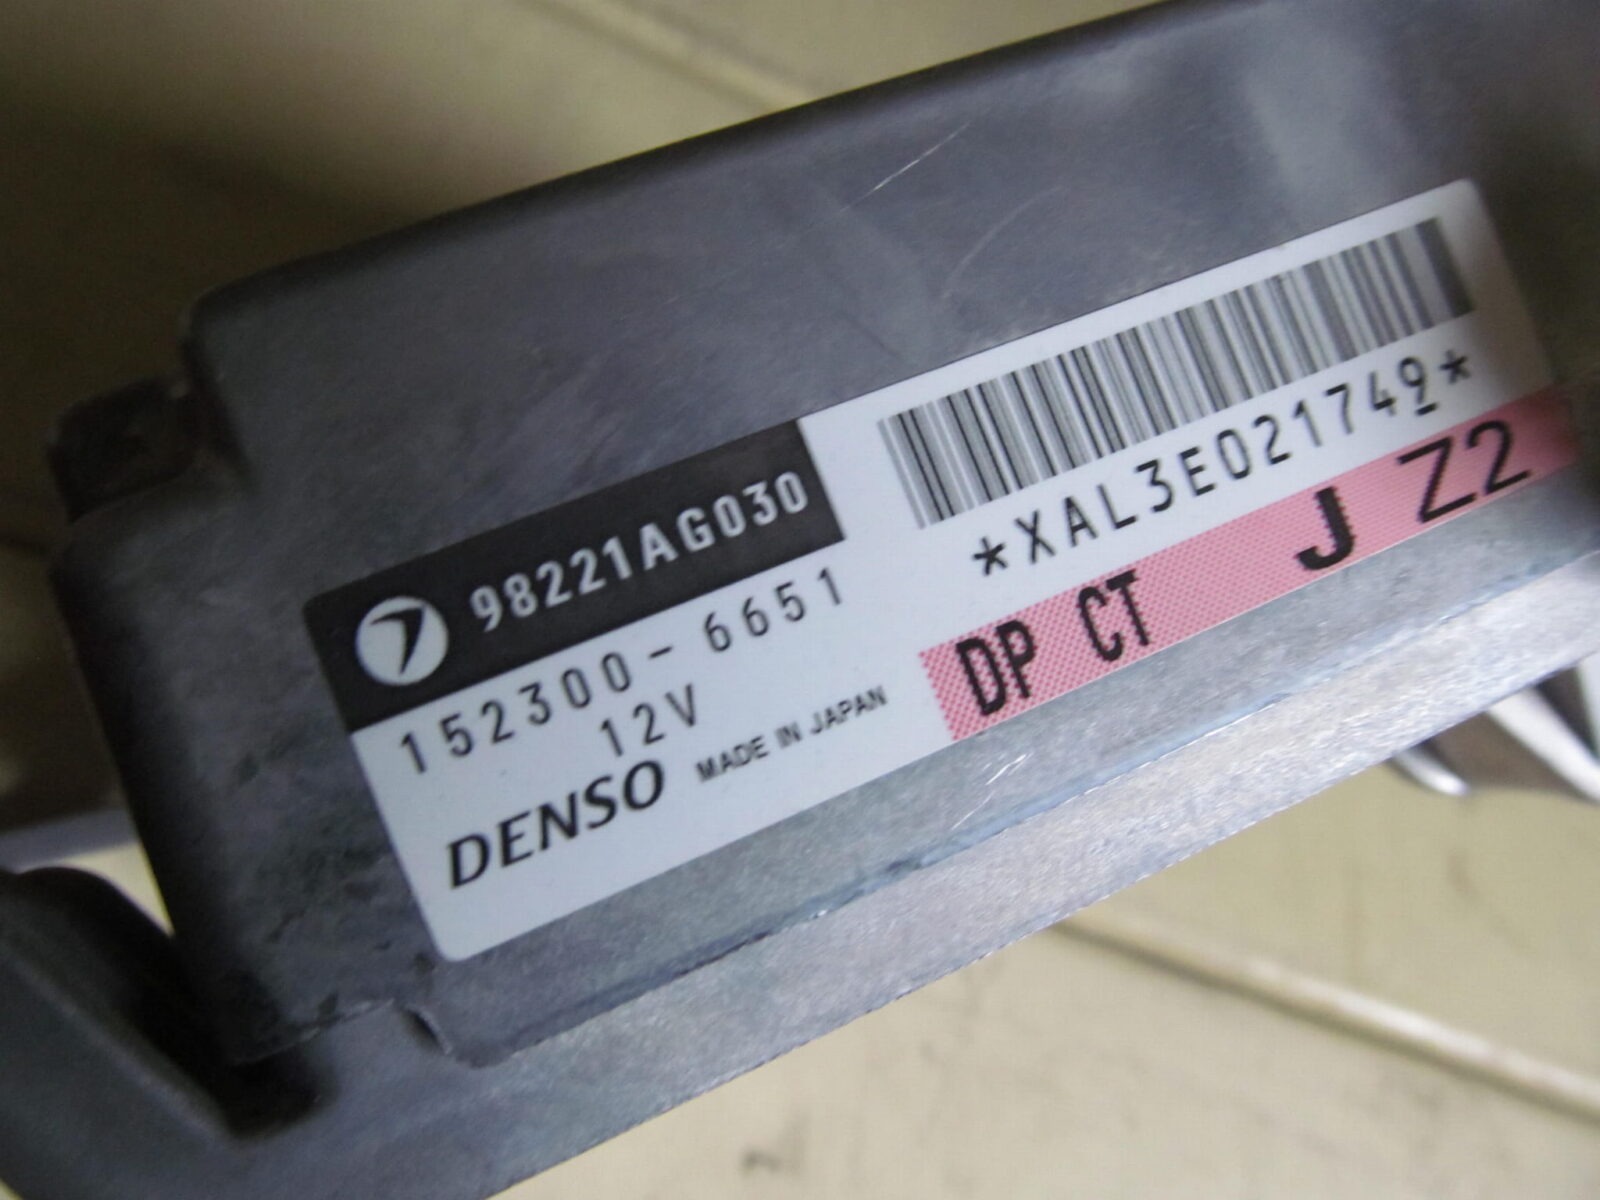 98221AG030
152300-6651
12V
DENSO MADE IN JAPAN
*XAL3E021749*
DP CT J Z2